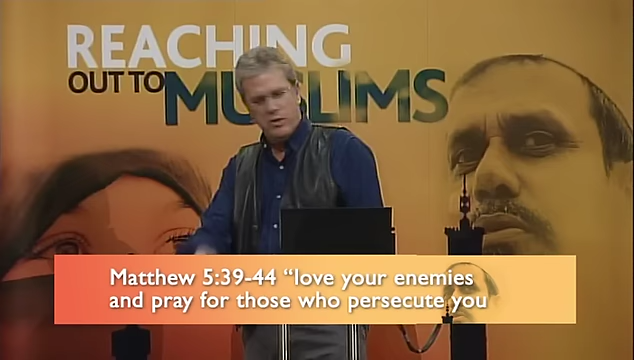 REACHING
OUT TO MUSLIMS
Matthew 5:39-44 “love your enemies
and pray for those who persecute you